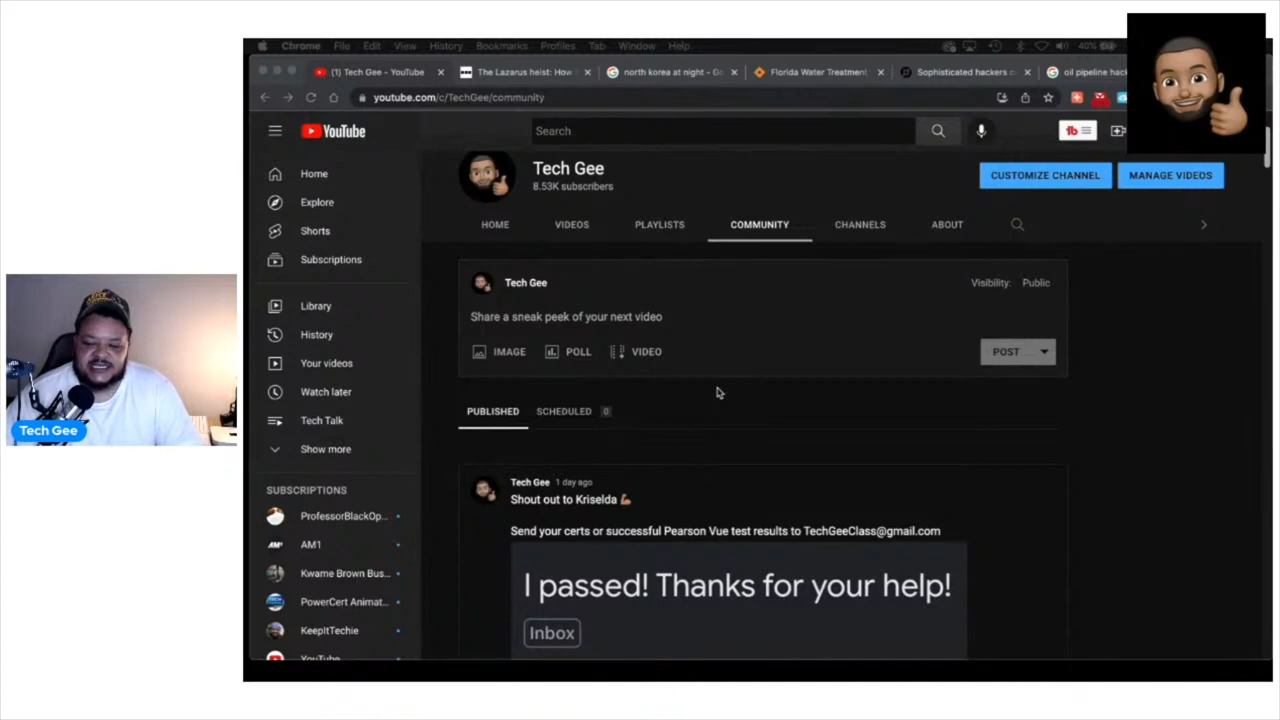 Chrome File Edit View History Bookmarks Profiles Tab Window Help 40%
(1) Tech Gee - YouTube
The Lazarus heist: How
north korea at night - Go
Florida Water Treatment
Sophisticated hackers
oil pipeline hack
youtube.com/c/TechGee/community
YouTube
Search
tb
Home
Explore
Shorts
Subscriptions
Library
History
Your videos
Watch later
Tech Talk
Show more
SUBSCRIPTIONS
ProfessorBlackOp...
AM1
Kwame Brown Bus...
PowerCert Animat...
KeepItTechie
YouTube
Tech Gee
8.53K subscribers
CUSTOMIZE CHANNEL
MANAGE VIDEOS
HOME VIDEOS PLAYLISTS COMMUNITY CHANNELS ABOUT
Tech Gee
Visibility: Public
Share a sneak peek of your next video
IMAGE POLL VIDEO
POST
PUBLISHED SCHEDULED 0
Tech Gee 1 day ago
Shout out to Kriselda
Send your certs or successful Pearson Vue test results to TechGeeClass@gmail.com
I passed! Thanks for your help!
Inbox
Tech Gee